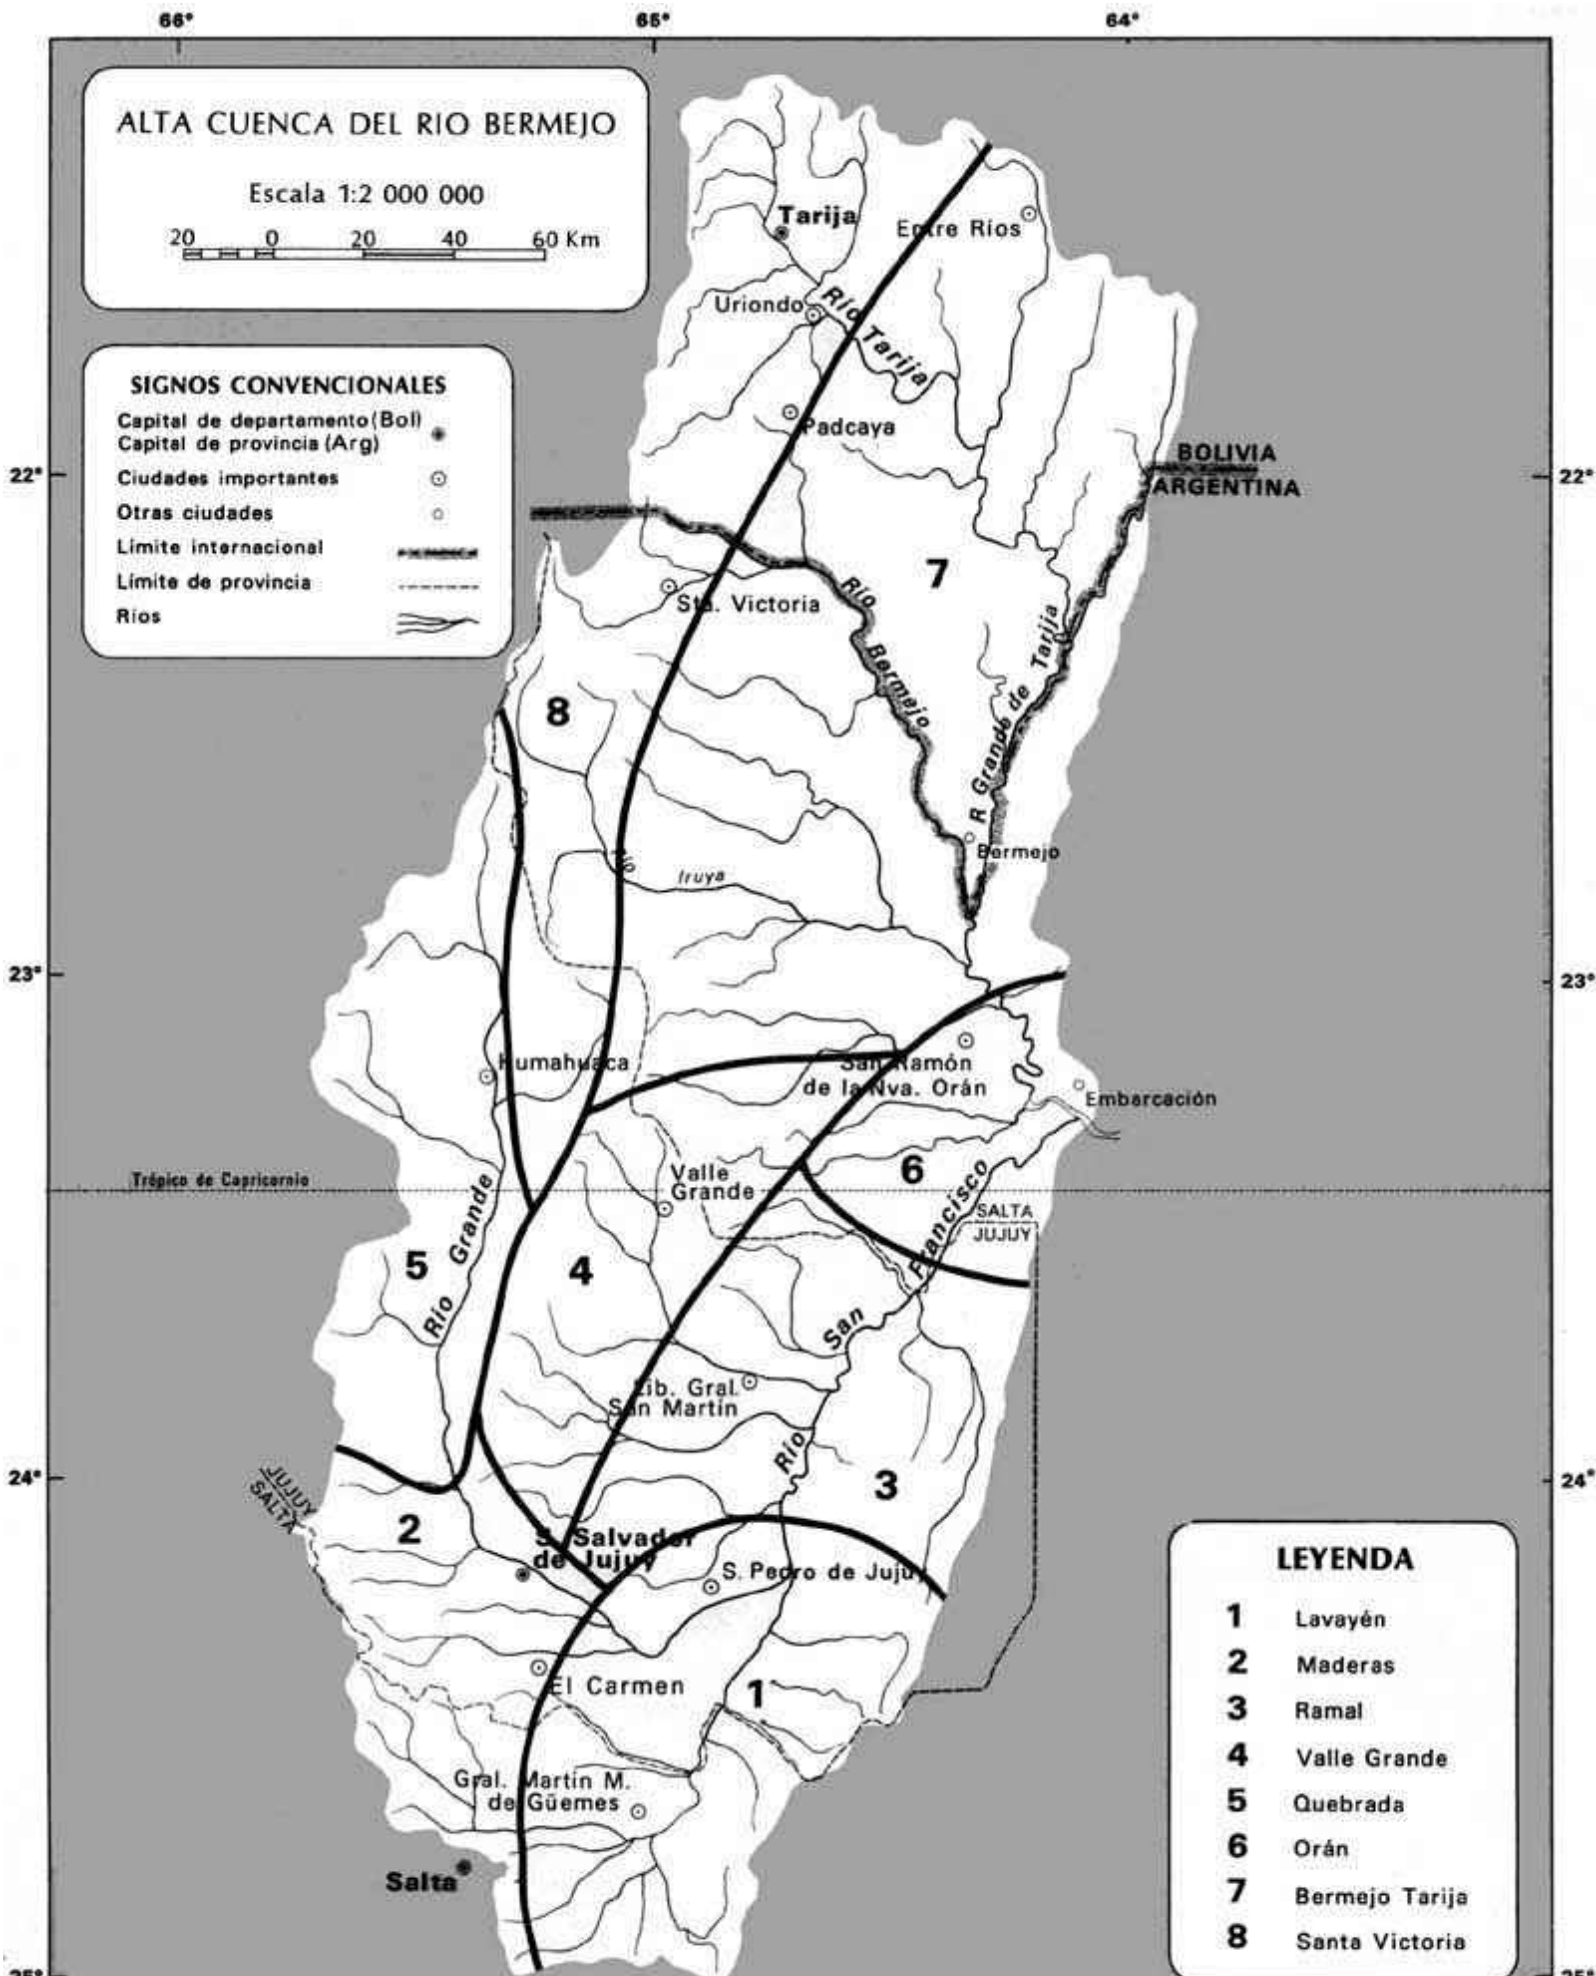 66°
65°
64°
ALTA CUENCA DEL RIO BERMEJO
Escala 1:2 000 000
20 0 20 40 60 Km
SIGNOS CONVENCIONALES
Capital de departamento (Bol)
Capital de provincia (Arg)
Ciudades importantes
Otras ciudades
Límite internacional
Límite de provincia
Ríos
Tarija
Entre Ríos
Uriondo
Río Tarija
Padcaya
22°
BOLIVIA
22°
ARGENTINA
7
Río Bermejo
Sta. Victoria
R Grande de Tarija
8
Bermejo
Río Iruya
23°
23°
Humahuaca
San Ramón
de la Nva. Orán
Embarcación
Trópico de Capricornio
Valle
Grande
6
SALTA
JUJUY
Río Grande
5
4
Río San Francisco
Lib. Gral.
San Martín
24°
24°
JUJUY
SALTA
3
2
S. Salvador
de Jujuy
S. Pedro de Jujuy
El Carmen
1
Gral. Martín M.
de Güemes
Salta
LEYENDA
1 Lavayén
2 Maderas
3 Ramal
4 Valle Grande
5 Quebrada
6 Orán
7 Bermejo Tarija
8 Santa Victoria
25°
25°